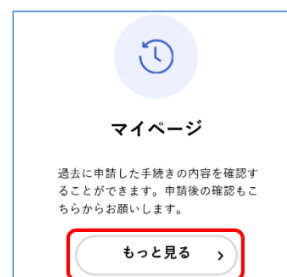 マイページ
過去に申請した手続きの内容を確認す
ることができます。申請後の確認もこ
ちらからお願いします。
もっと見る